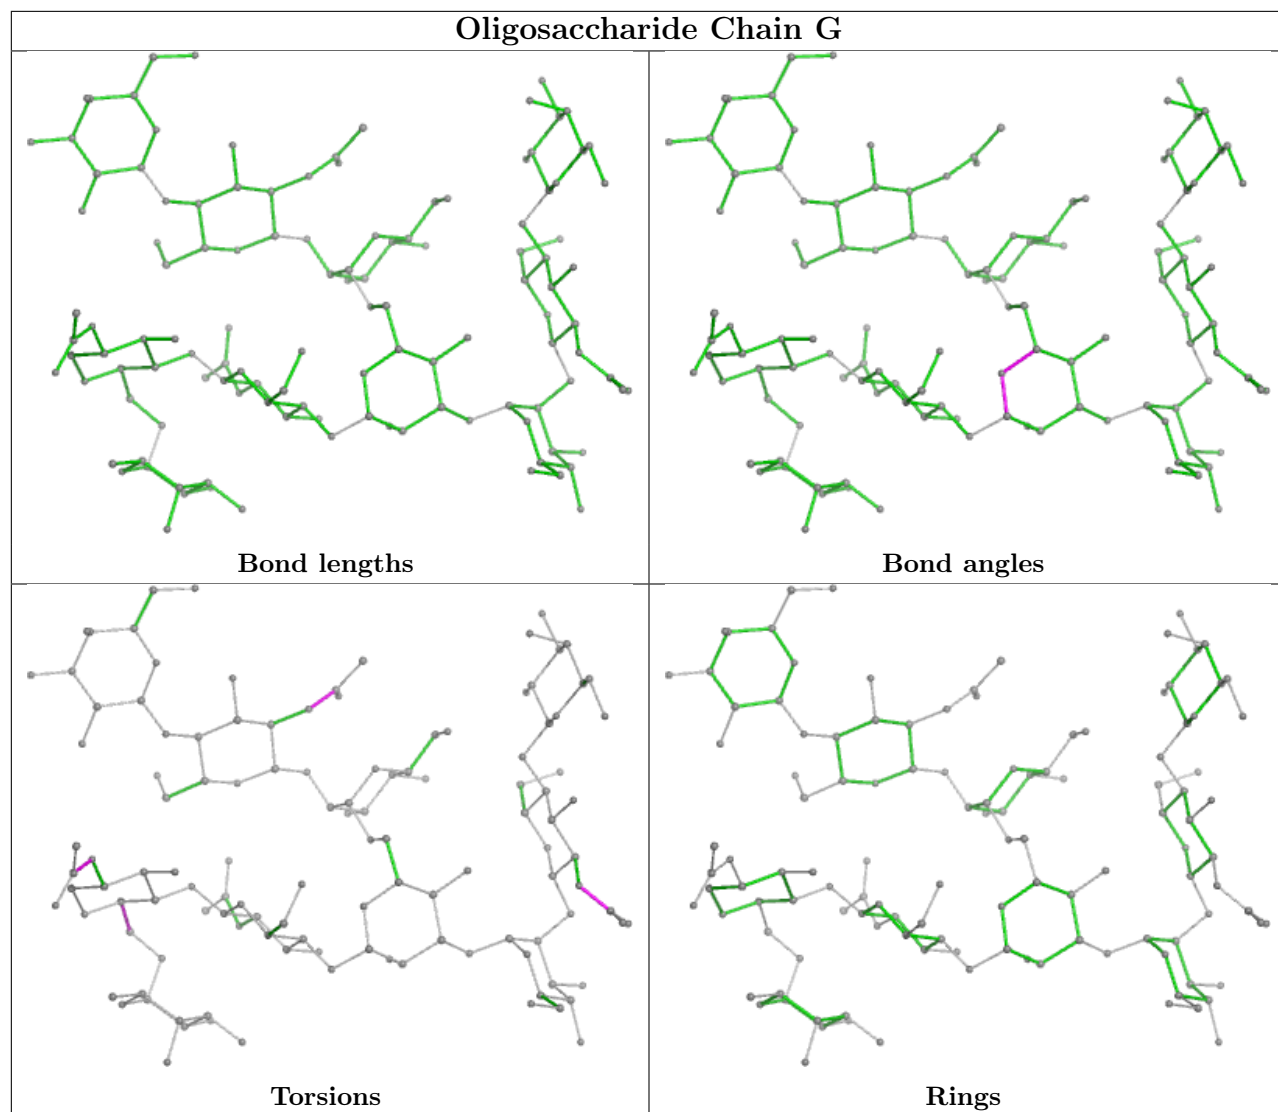 Oligosaccharide Chain G
Bond lengths
Bond angles
Torsions
Rings